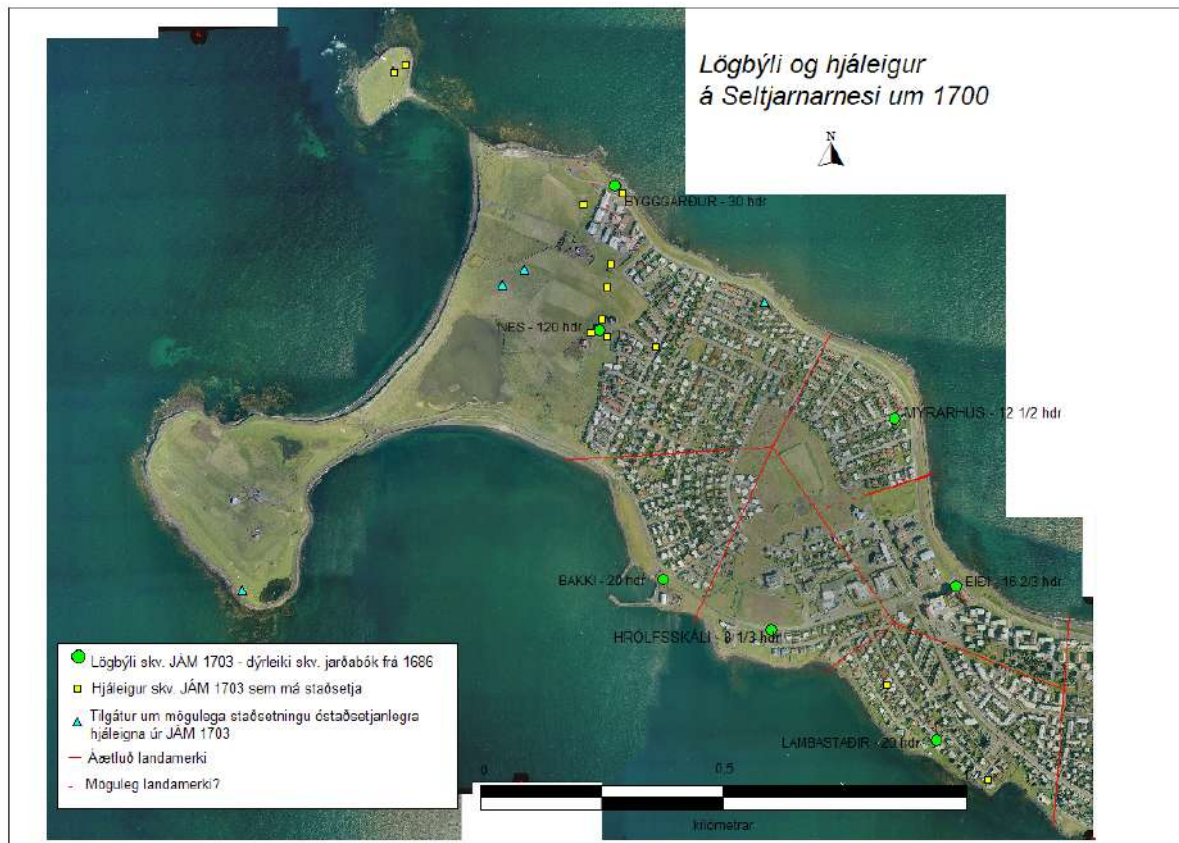 Lögbýli og hjáleigur
á Seltjarnarnesi um 1700
N
BYGGGARÐUR - 30 hdr
NES - 120 hdr
MÝRARHÚS - 12 1/2 hdr
BAKKI - 20 hdr
EIÐI - 16 2/3 hdr
HRÓLFSSKÁLI - 8 1/3 hdr
LAMBASTAÐIR - 20 hdr
Lögbýli skv. JÁM 1703 - dýrleiki skv. jarðabók frá 1686
Hjáleigur skv. JÁM 1703 sem má staðsetja
Tilgátur um mögulega staðsetningu óstaðsetjanlegra
hjáleigna úr JÁM 1703
Áætluð landamerki
Möguleg landamerki?
0 0.5 1
kílómetrar